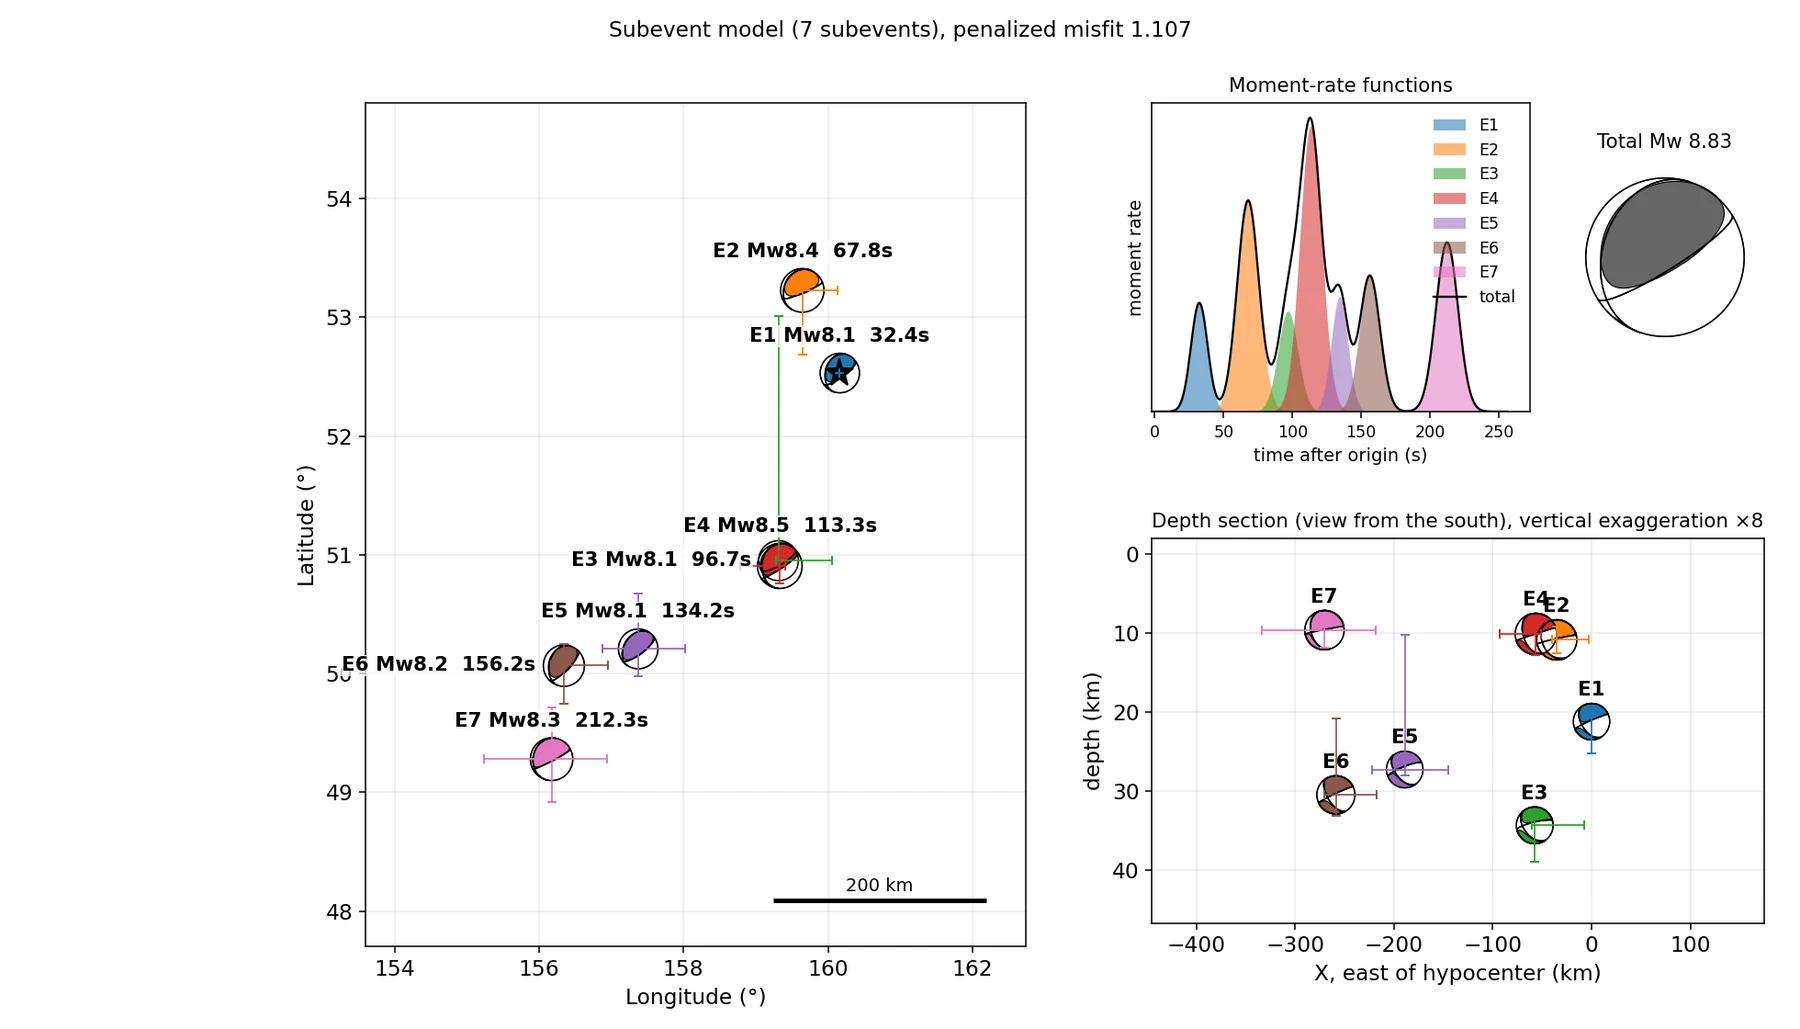 Subevent model (7 subevents), penalized misfit 1.107
54
53
52
51
50
49
48
Latitude (°)
E2 Mw8.4  67.8s
E1 Mw8.1  32.4s
E4 Mw8.5  113.3s
E3 Mw8.1  96.7s
E5 Mw8.1  134.2s
E6 Mw8.2  156.2s
E7 Mw8.3  212.3s
200 km
154 156 158 160 162
Longitude (°)
Moment-rate functions
moment rate
E1
E2
E3
E4
E5
E6
E7
total
0 50 100 150 200 250
time after origin (s)
Total Mw 8.83
Depth section (view from the south), vertical exaggeration ×8
0
10
20
30
40
depth (km)
E7
E4
E2
E1
E5
E6
E3
−400 −300 −200 −100 0 100
X, east of hypocenter (km)